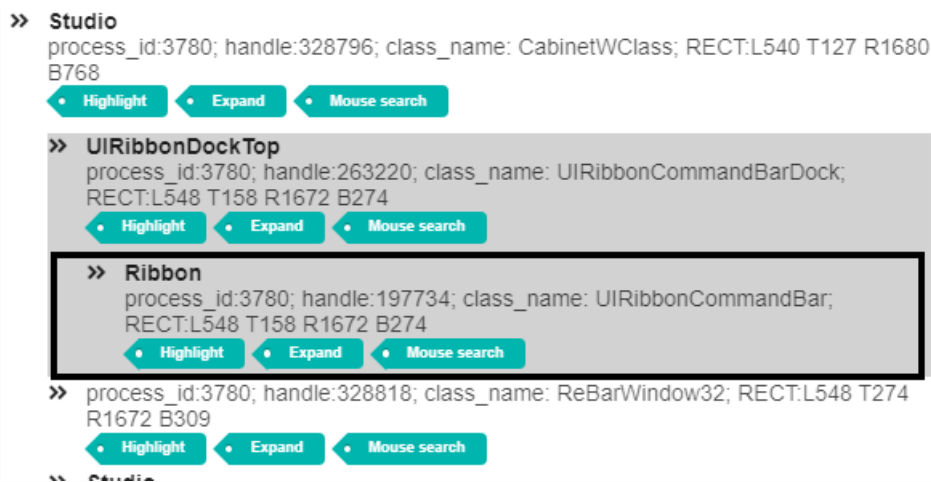 Studio
process_id:3780; handle:328796; class_name: CabinetWClass; RECT:L540 T127 R1680
B768
Highlight Expand Mouse search
UIRibbonDockTop
process_id:3780; handle:263220; class_name: UIRibbonCommandBarDock;
RECT:L548 T158 R1672 B274
Highlight Expand Mouse search
Ribbon
process_id:3780; handle:197734; class_name: UIRibbonCommandBar;
RECT:L548 T158 R1672 B274
Highlight Expand Mouse search
process_id:3780; handle:328818; class_name: ReBarWindow32; RECT:L548 T274
R1672 B309
Highlight Expand Mouse search
Studio